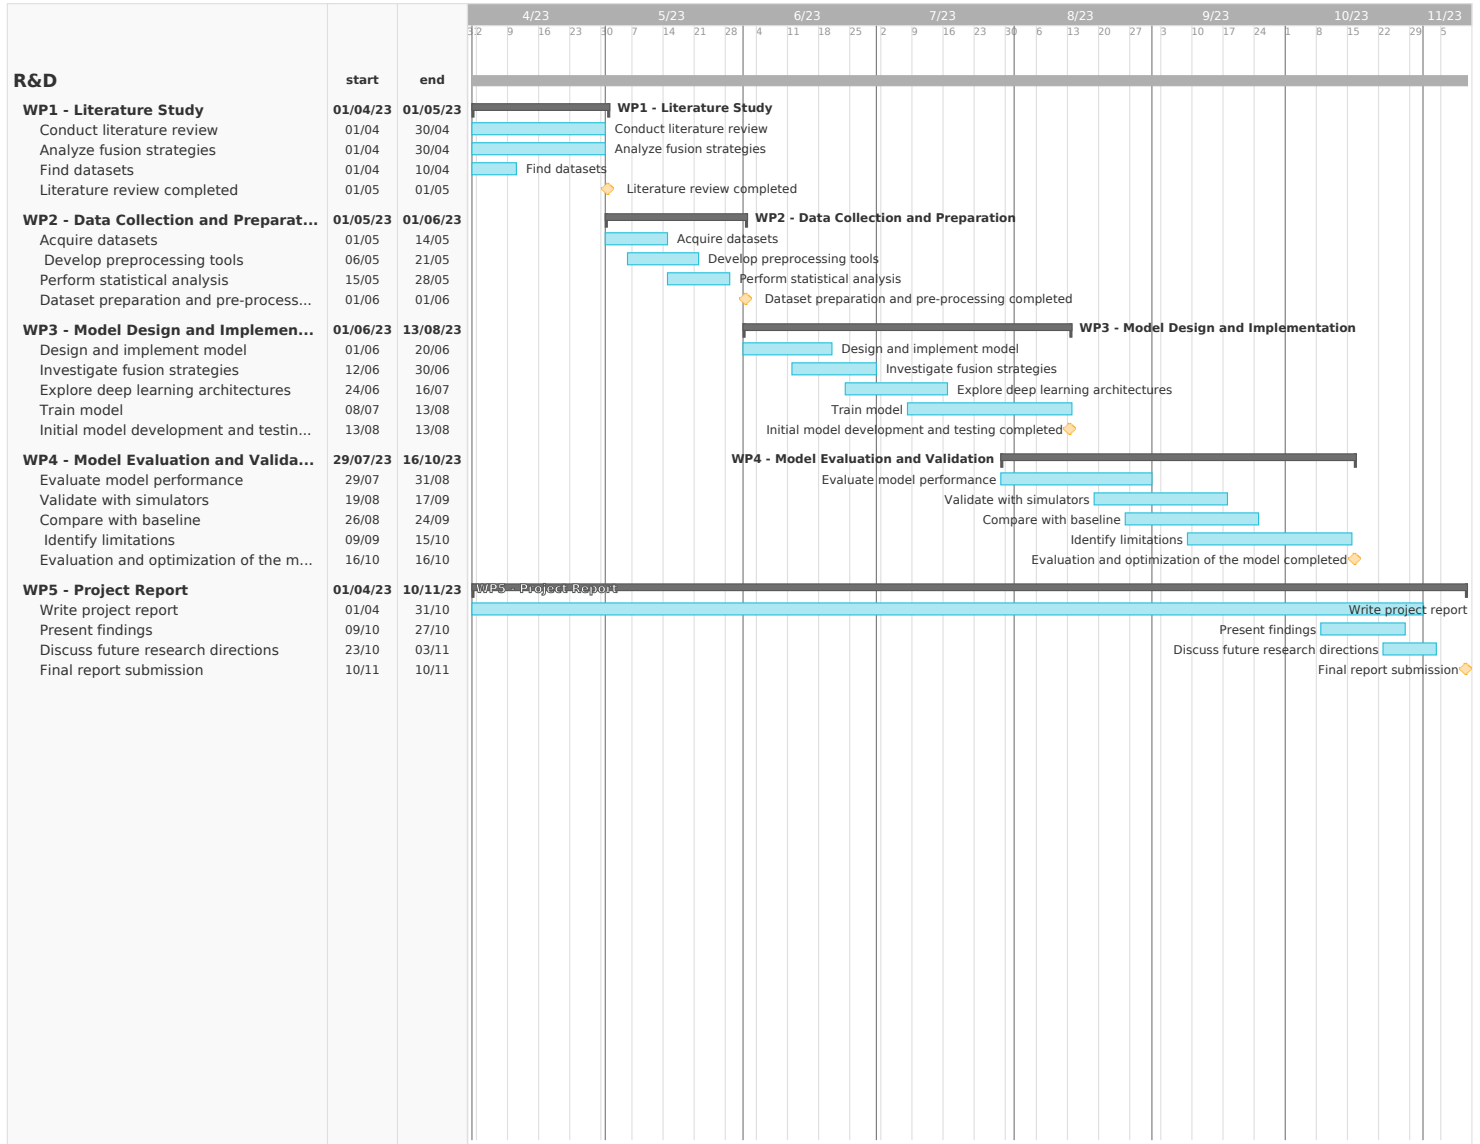 4/23 5/23 6/23 7/23 8/23 9/23 10/23 11/23
2 9 16 23 30 7 14 21 28 4 11 18 25 2 9 16 23 30 6 13 20 27 3 10 17 24 1 8 15 22 29 5
R&D start end
WP1 - Literature Study 01/04/23 01/05/23 WP1 - Literature Study
Conduct literature review 01/04 30/04 Conduct literature review
Analyze fusion strategies 01/04 30/04 Analyze fusion strategies
Find datasets 01/04 10/04 Find datasets
Literature review completed 01/05 01/05 Literature review completed
WP2 - Data Collection and Preparat... 01/05/23 01/06/23 WP2 - Data Collection and Preparation
Acquire datasets 01/05 14/05 Acquire datasets
Develop preprocessing tools 06/05 21/05 Develop preprocessing tools
Perform statistical analysis 15/05 28/05 Perform statistical analysis
Dataset preparation and pre-process... 01/06 01/06 Dataset preparation and pre-processing completed
WP3 - Model Design and Implemen... 01/06/23 13/08/23 WP3 - Model Design and Implementation
Design and implement model 01/06 20/06 Design and implement model
Investigate fusion strategies 12/06 30/06 Investigate fusion strategies
Explore deep learning architectures 24/06 16/07 Explore deep learning architectures
Train model 08/07 13/08 Train model
Initial model development and testin... 13/08 13/08 Initial model development and testing completed
WP4 - Model Evaluation and Valida... 29/07/23 16/10/23 WP4 - Model Evaluation and Validation
Evaluate model performance 29/07 31/08 Evaluate model performance
Validate with simulators 19/08 17/09 Validate with simulators
Compare with baseline 26/08 24/09 Compare with baseline
Identify limitations 09/09 15/10 Identify limitations
Evaluation and optimization of the m... 16/10 16/10 Evaluation and optimization of the model completed
WP5 - Project Report 01/04/23 10/11/23 WP5 - Project Report
Write project report 01/04 31/10 Write project report
Present findings 09/10 27/10 Present findings
Discuss future research directions 23/10 03/11 Discuss future research directions
Final report submission 10/11 10/11 Final report submission